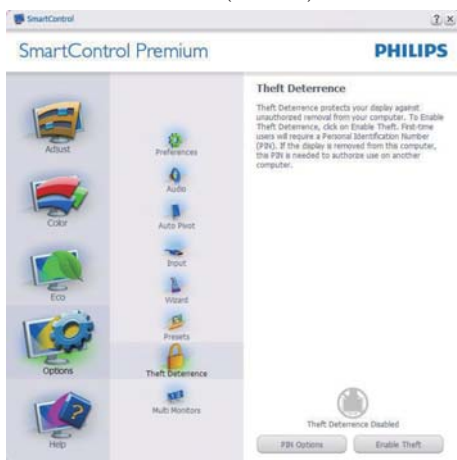 SmartControl
? x
SmartControl Premium
PHILIPS
Adjust
Color
Eco
Options
Help
Preferences
Audio
Auto Pivot
Input
Wizard
Presets
Theft Deterrence
Multi Monitors
Theft Deterrence
Theft Deterrence protects your display against
unauthorized removal from your computer. To Enable
Theft Deterrence, click on Enable Theft. First-time
users will require a Personal Identification Number
(PIN). If the display is removed from this computer,
this PIN is needed to authorize use on another
computer.
Theft Deterrence Disabled
PIN Options
Enable Theft